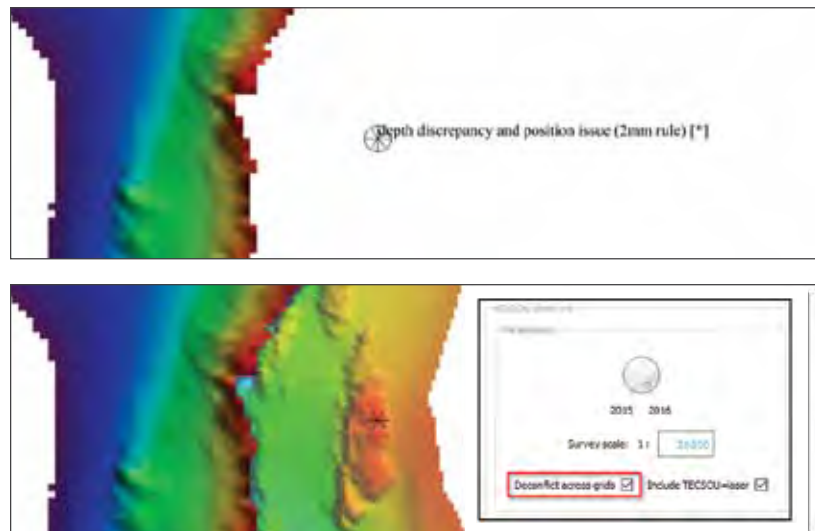 depth discrepancy and position issue (2mm rule) [*]
2015 2016
Survey scale: 1:
Deconflict across grids Include TECSOU=laser